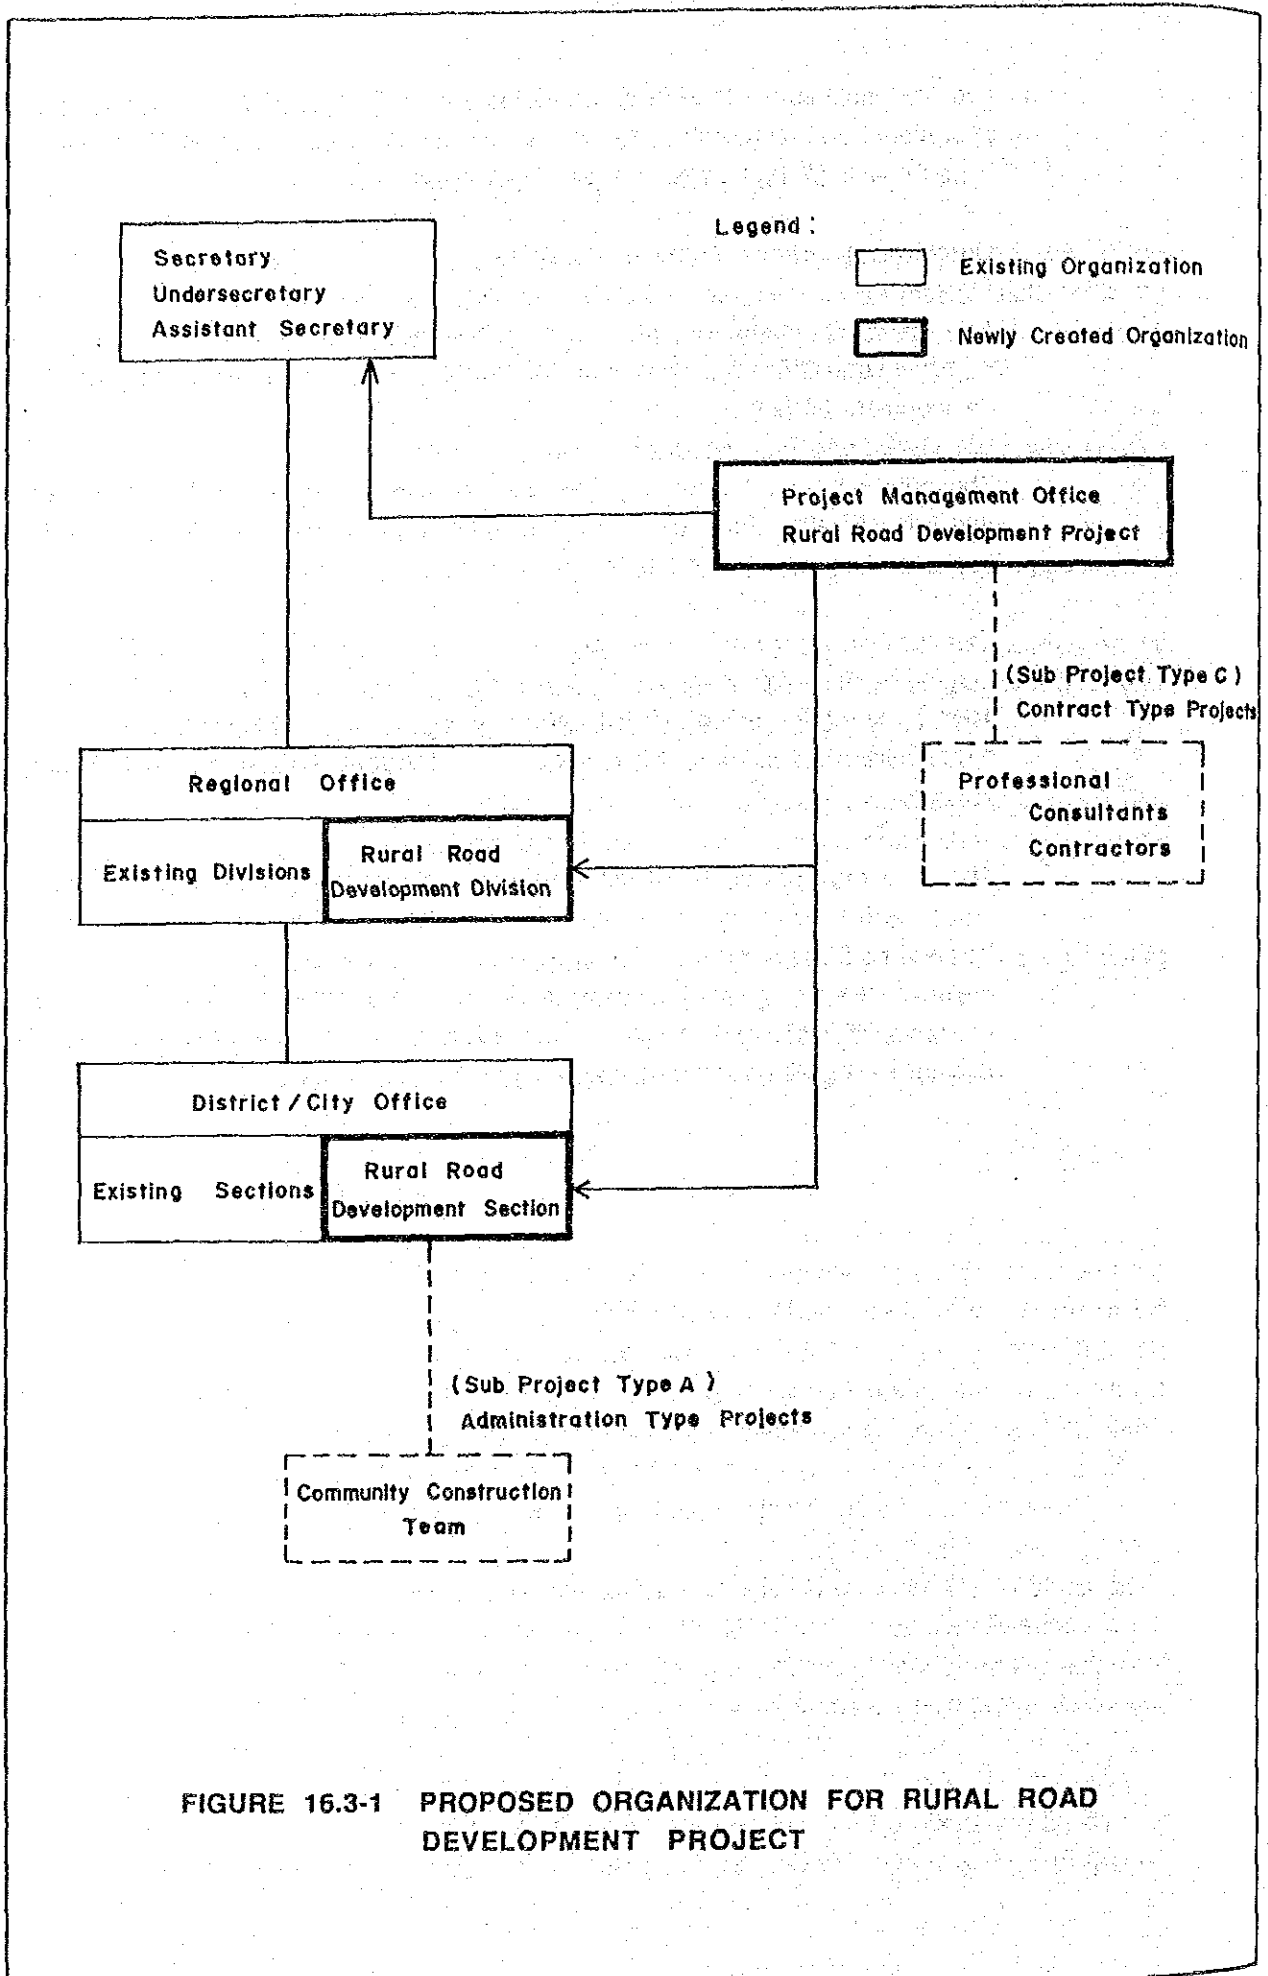 Secretary
Undersecretary
Assistant Secretary
Legend :
Existing Organization
Newly Created Organization
Project Management Office
Rural Road Development Project
(Sub Project Type C)
Contract Type Projects
Professional
Consultants
Contractors
Regional Office
Existing Divisions
Rural Road
Development Division
District / City Office
Existing Sections
Rural Road
Development Section
(Sub Project Type A)
Administration Type Projects
Community Construction
Team
FIGURE 16.3-1 PROPOSED ORGANIZATION FOR RURAL ROAD
DEVELOPMENT PROJECT